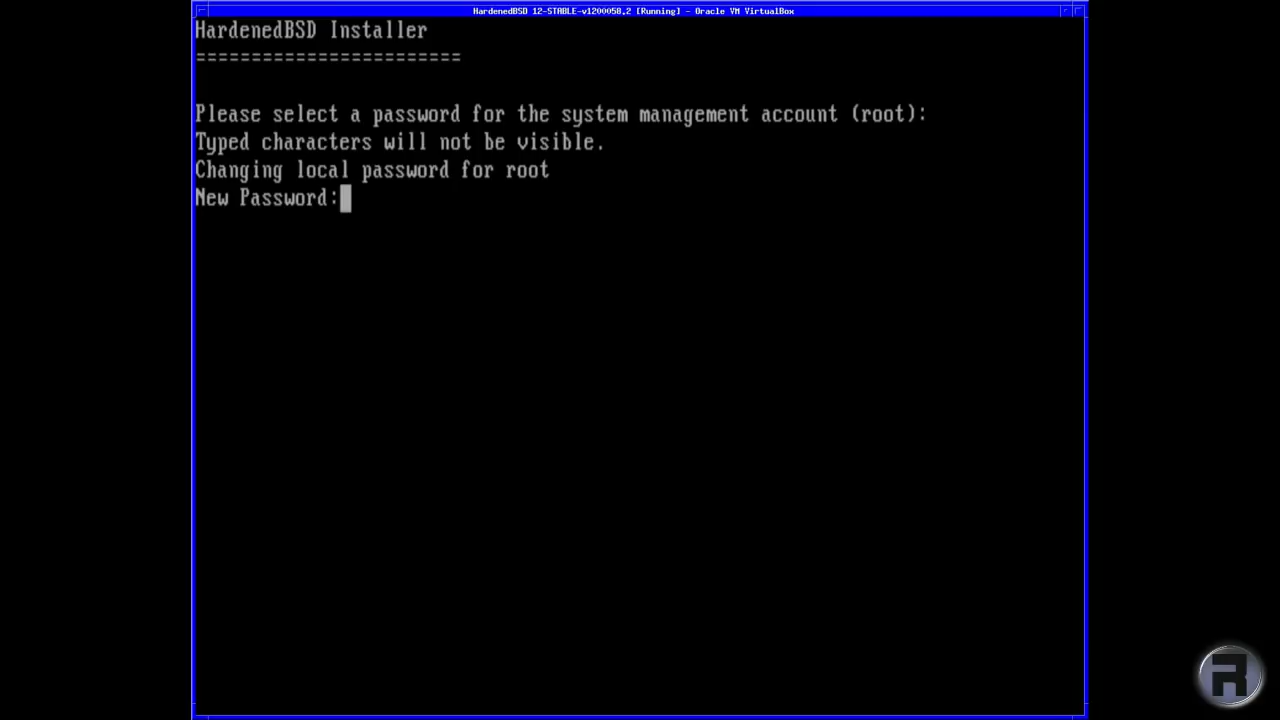 HardenedBSD 12-STABLE-v1200058,2 [Running] - Oracle VM VirtualBox
HardenedBSD Installer
========================
Please select a password for the system management account (root):
Typed characters will not be visible.
Changing local password for root
New Password:
R